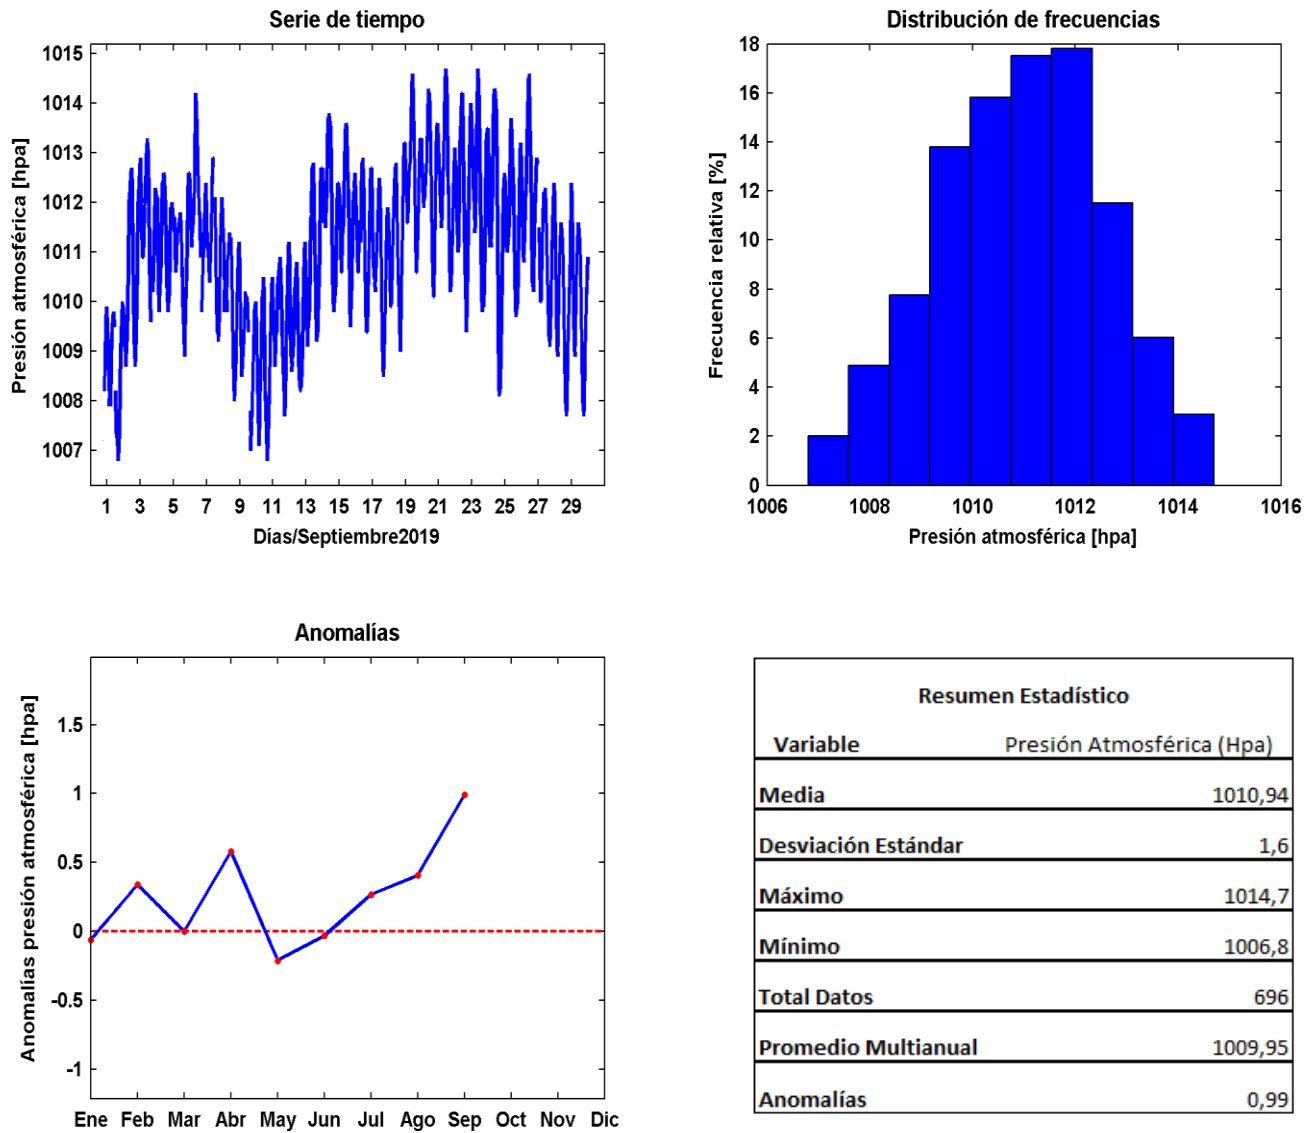 Serie de tiempo
Presión atmosférica [hpa]
1015
1014
1013
1012
1011
1010
1009
1008
1007
1 3 5 7 9 11 13 15 17 19 21 23 25 27 29
Días/Septiembre2019
Distribución de frecuencias
Frecuencia relativa [%]
18
16
14
12
10
8
6
4
2
0
1006 1008 1010 1012 1014 1016
Presión atmosférica [hpa]
Anomalías
Anomalías presión atmosférica [hpa]
1.5
1
0.5
0
-0.5
-1
Ene Feb Mar Abr May Jun Jul Ago Sep Oct Nov Dic
Resumen Estadístico
Variable Presión Atmosférica (Hpa)
Media 1010,94
Desviación Estándar 1,6
Máximo 1014,7
Mínimo 1006,8
Total Datos 696
Promedio Multianual 1009,95
Anomalías 0,99